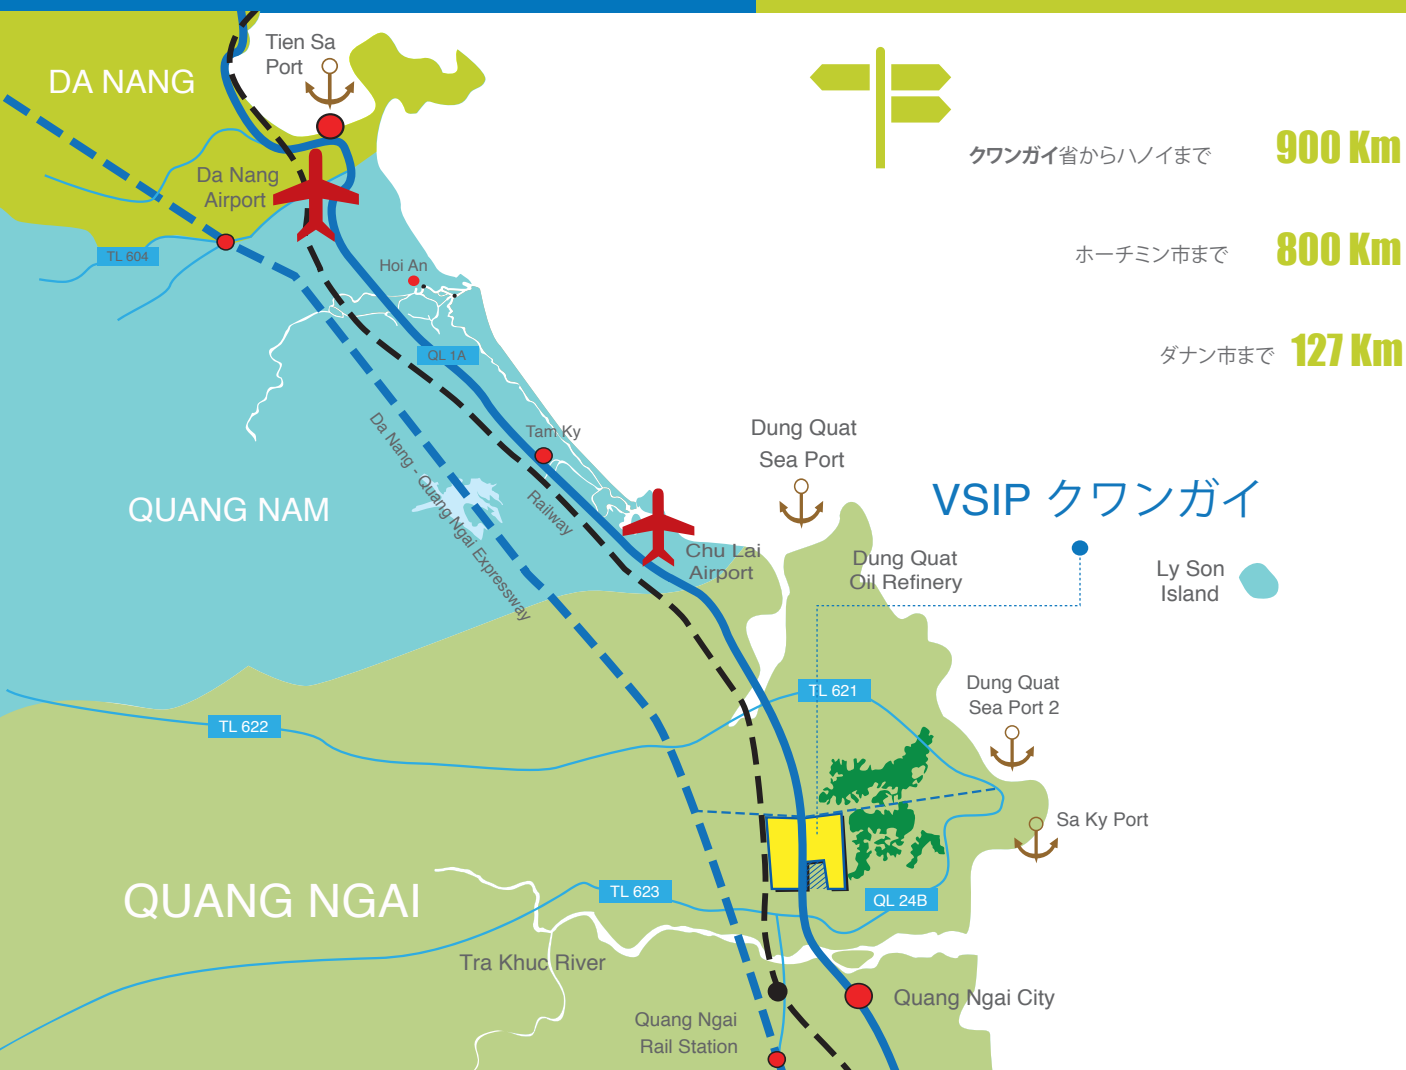 Tien Sa
Port
DA NANG
クワンガイ省からハノイまで 900 Km
Da Nang
Airport
ホーチミン市まで 800 Km
TL 604
Hoi An
QL 1A
ダナン市まで 127 Km
Da Nang - Quang Ngai Expressway
Tam Ky
Railway
Dung Quat
Sea Port
QUANG NAM
VSIP クワンガイ
Chu Lai
Airport
Dung Quat
Oil Refinery
Ly Son
Island
TL 621
Dung Quat
Sea Port 2
TL 622
Sa Ky Port
QUANG NGAI
TL 623
QL 24B
Tra Khuc River
Quang Ngai City
Quang Ngai
Rail Station